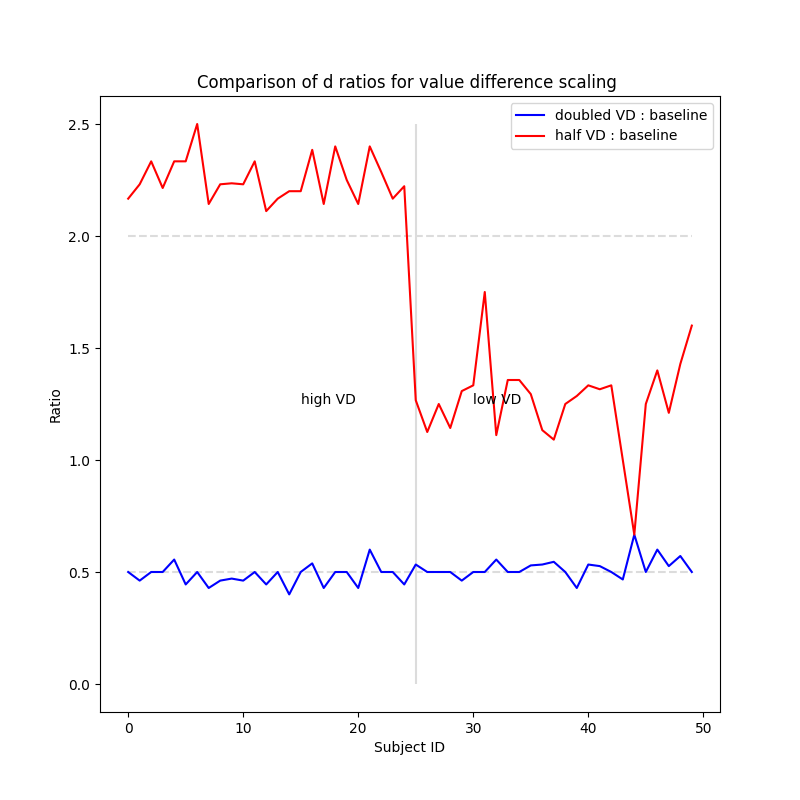 Comparison of d ratios for value difference scaling
doubled VD : baseline
half VD : baseline
2.5
2.0
1.5
1.0
0.5
0.0
Ratio
high VD
low VD
0
10
20
30
40
50
Subject ID